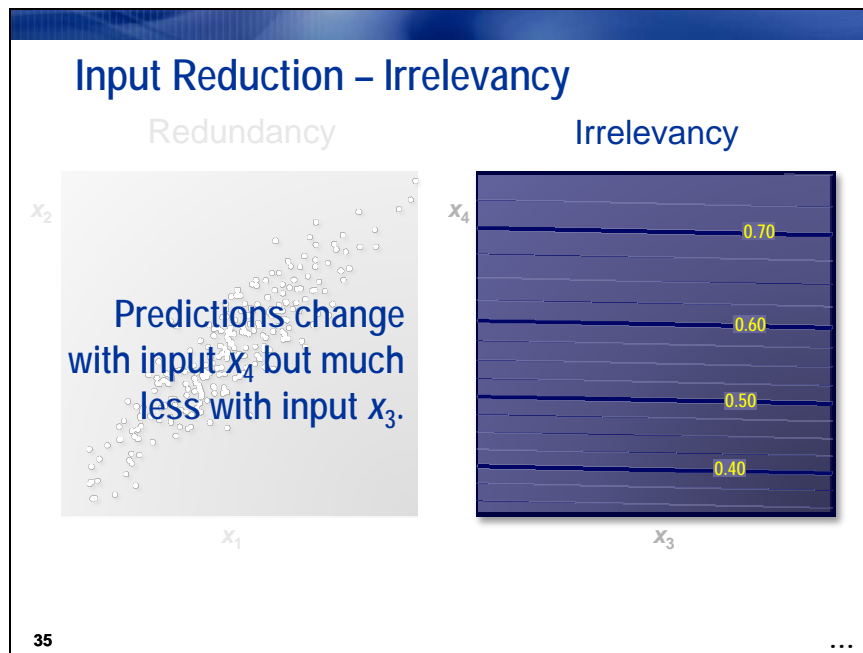 Input Reduction – Irrelevancy
Redundancy
Irrelevancy
x₂
Predictions change
with input x₄ but much
less with input x₃.
x₁
x₄
0.70
0.60
0.50
0.40
x₃
35
...